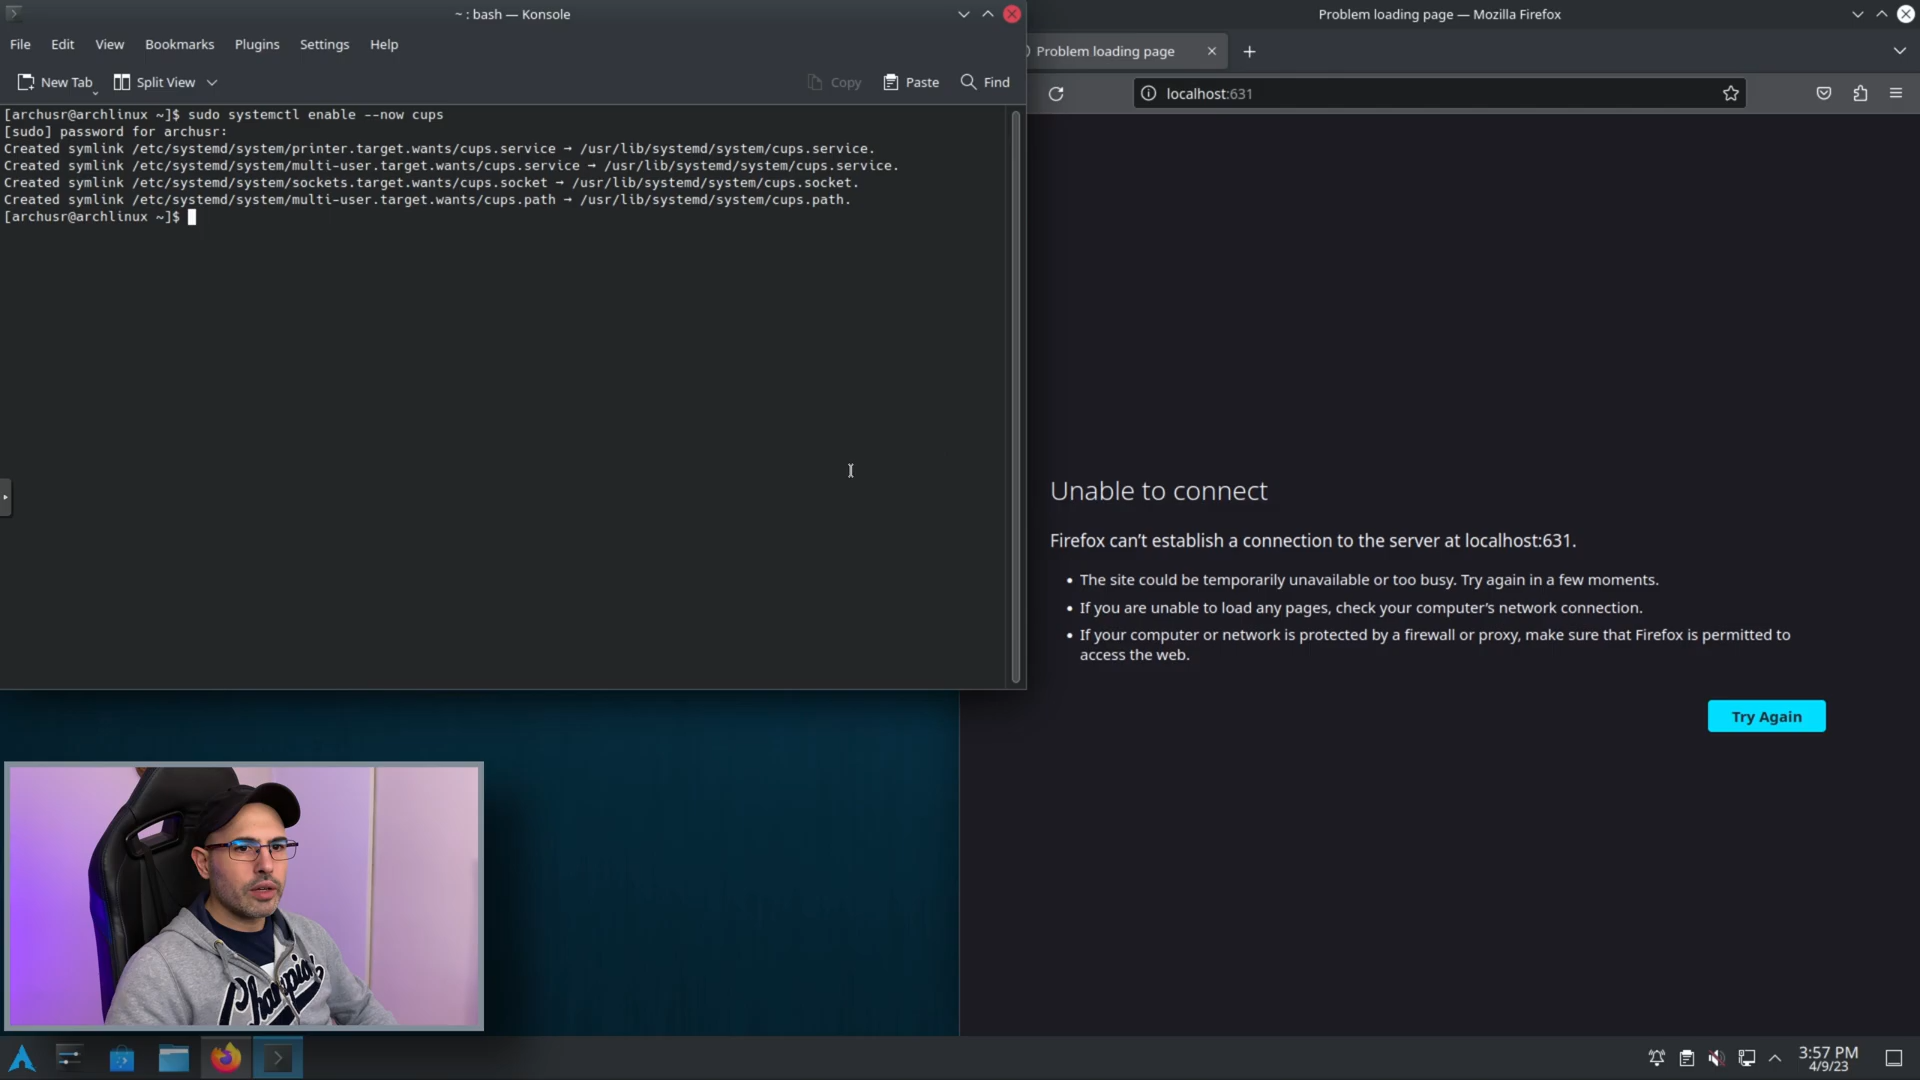 ~ : bash — Konsole
File Edit View Bookmarks Plugins Settings Help
New Tab Split View Copy Paste Find
[archusr@archlinux ~]$ sudo systemctl enable --now cups
[sudo] password for archusr:
Created symlink /etc/systemd/system/printer.target.wants/cups.service → /usr/lib/systemd/system/cups.service.
Created symlink /etc/systemd/system/multi-user.target.wants/cups.service → /usr/lib/systemd/system/cups.service.
Created symlink /etc/systemd/system/sockets.target.wants/cups.socket → /usr/lib/systemd/system/cups.socket.
Created symlink /etc/systemd/system/multi-user.target.wants/cups.path → /usr/lib/systemd/system/cups.path.
[archusr@archlinux ~]$
Problem loading page — Mozilla Firefox
Problem loading page
localhost:631
Unable to connect
Firefox can’t establish a connection to the server at localhost:631.
• The site could be temporarily unavailable or too busy. Try again in a few moments.
• If you are unable to load any pages, check your computer’s network connection.
• If your computer or network is protected by a firewall or proxy, make sure that Firefox is permitted to
access the web.
Try Again
Champion
3:57 PM
4/9/23